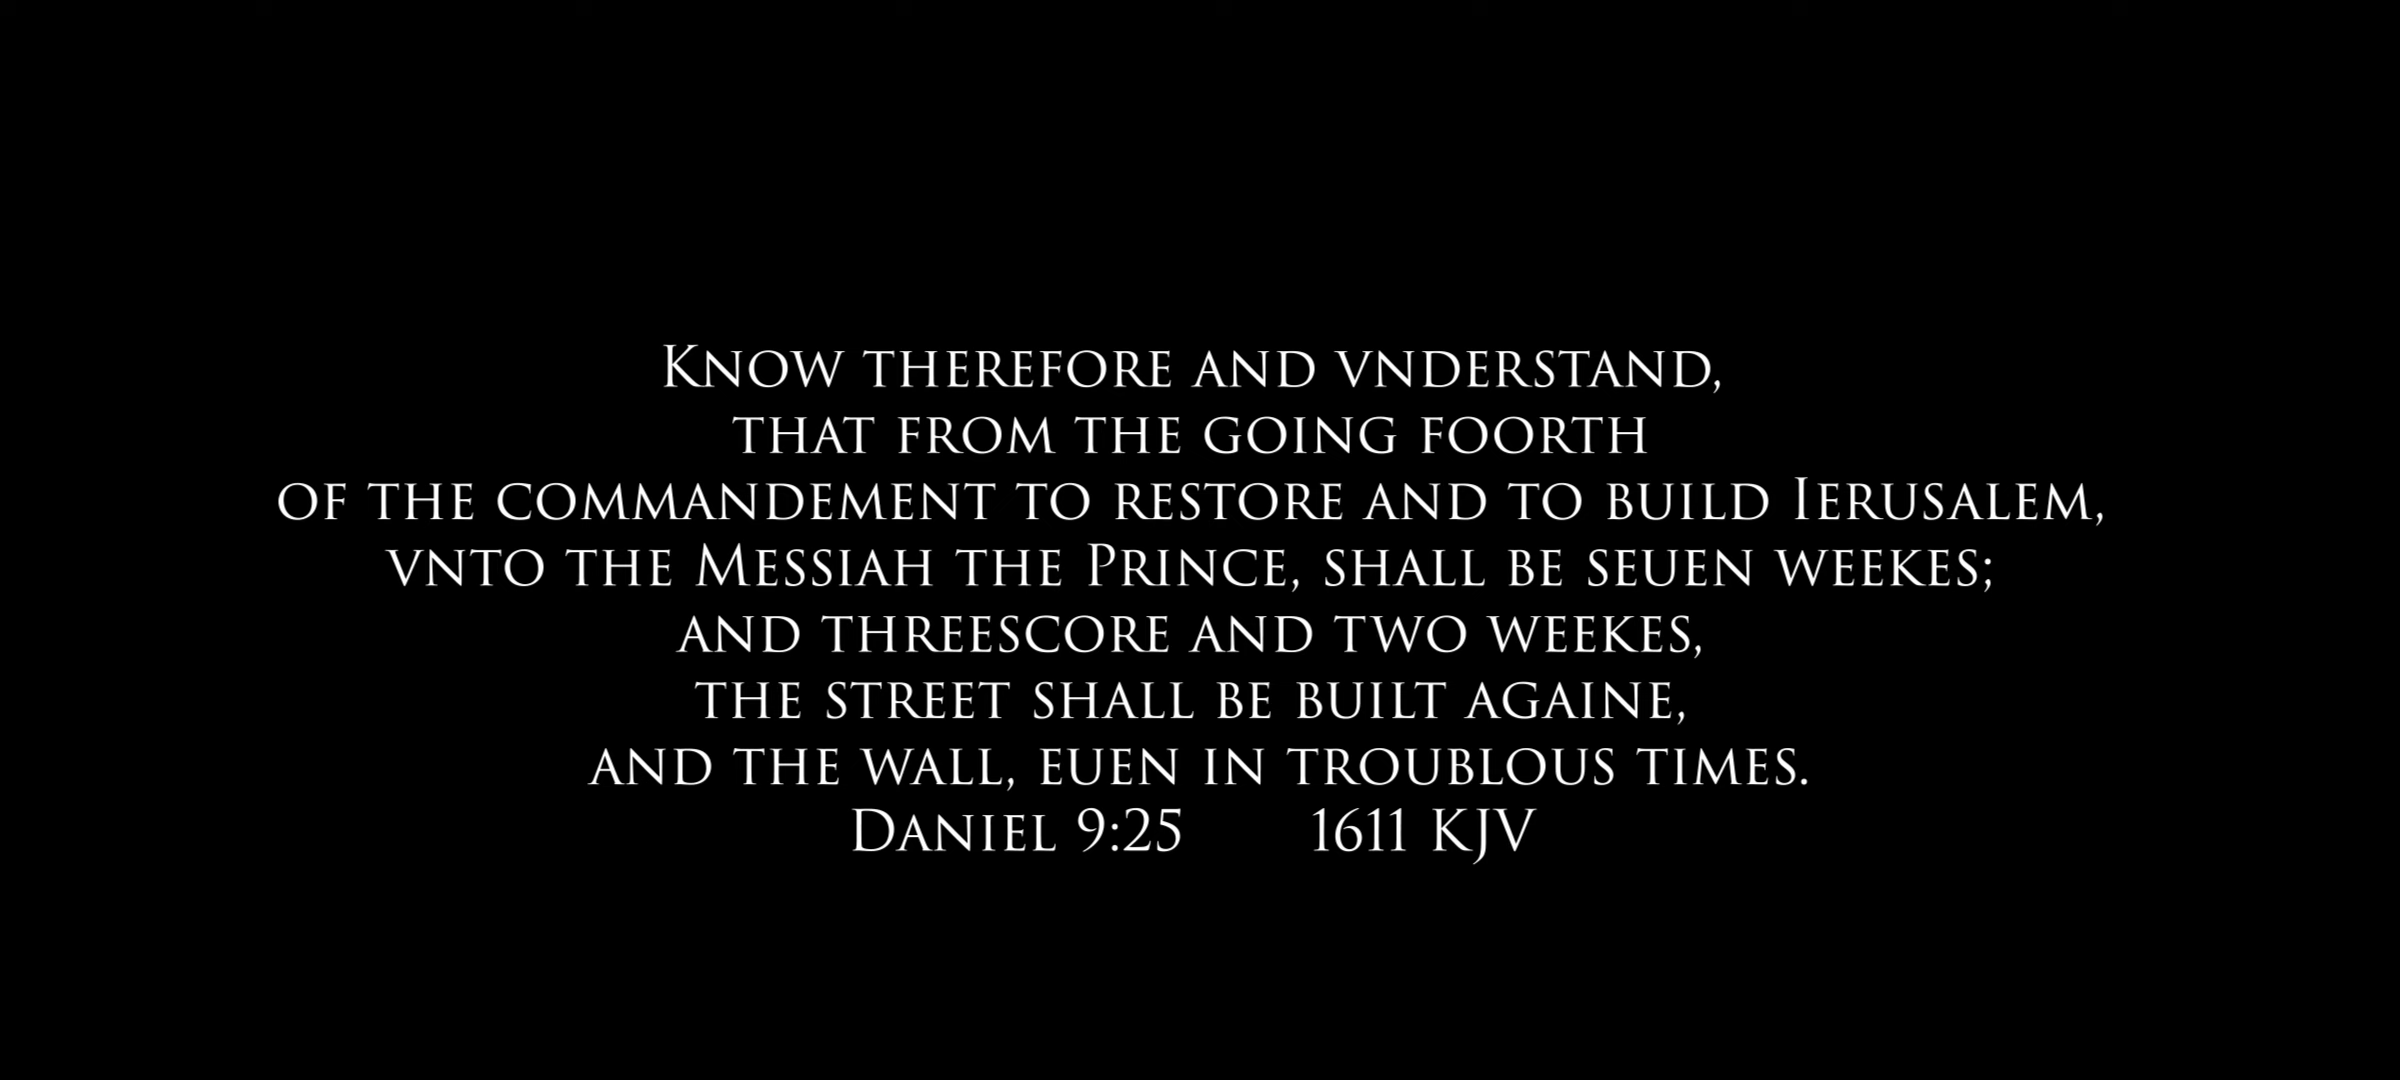 Know therefore and vnderstand,
that from the going foorth
of the commandement to restore and to build Ierusalem,
vnto the Messiah the Prince, shall be seuen weekes;
and threescore and two weekes,
the street shall be built againe,
and the wall, euen in troublous times.
Daniel 9:25 1611 KJV